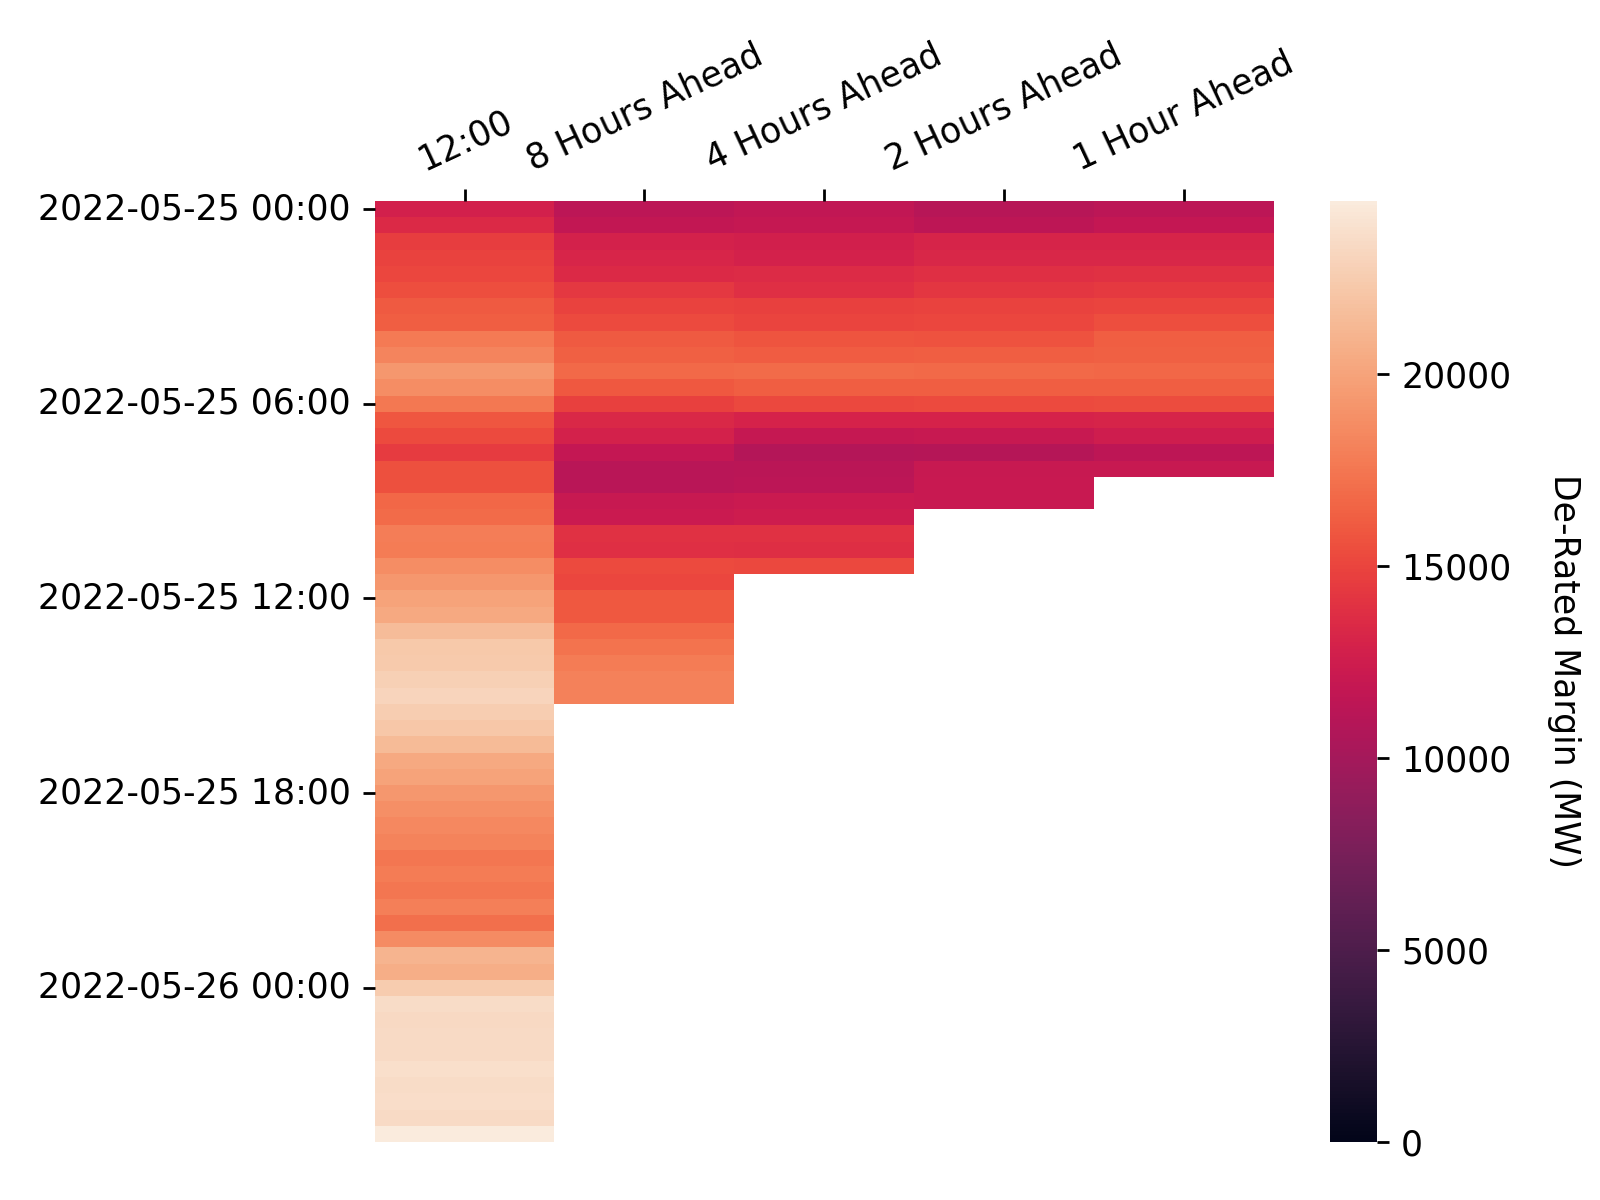 12:00
8 Hours Ahead
4 Hours Ahead
2 Hours Ahead
1 Hour Ahead
2022-05-25 00:00
2022-05-25 06:00
2022-05-25 12:00
2022-05-25 18:00
2022-05-26 00:00
20000
15000
10000
5000
0
De-Rated Margin (MW)